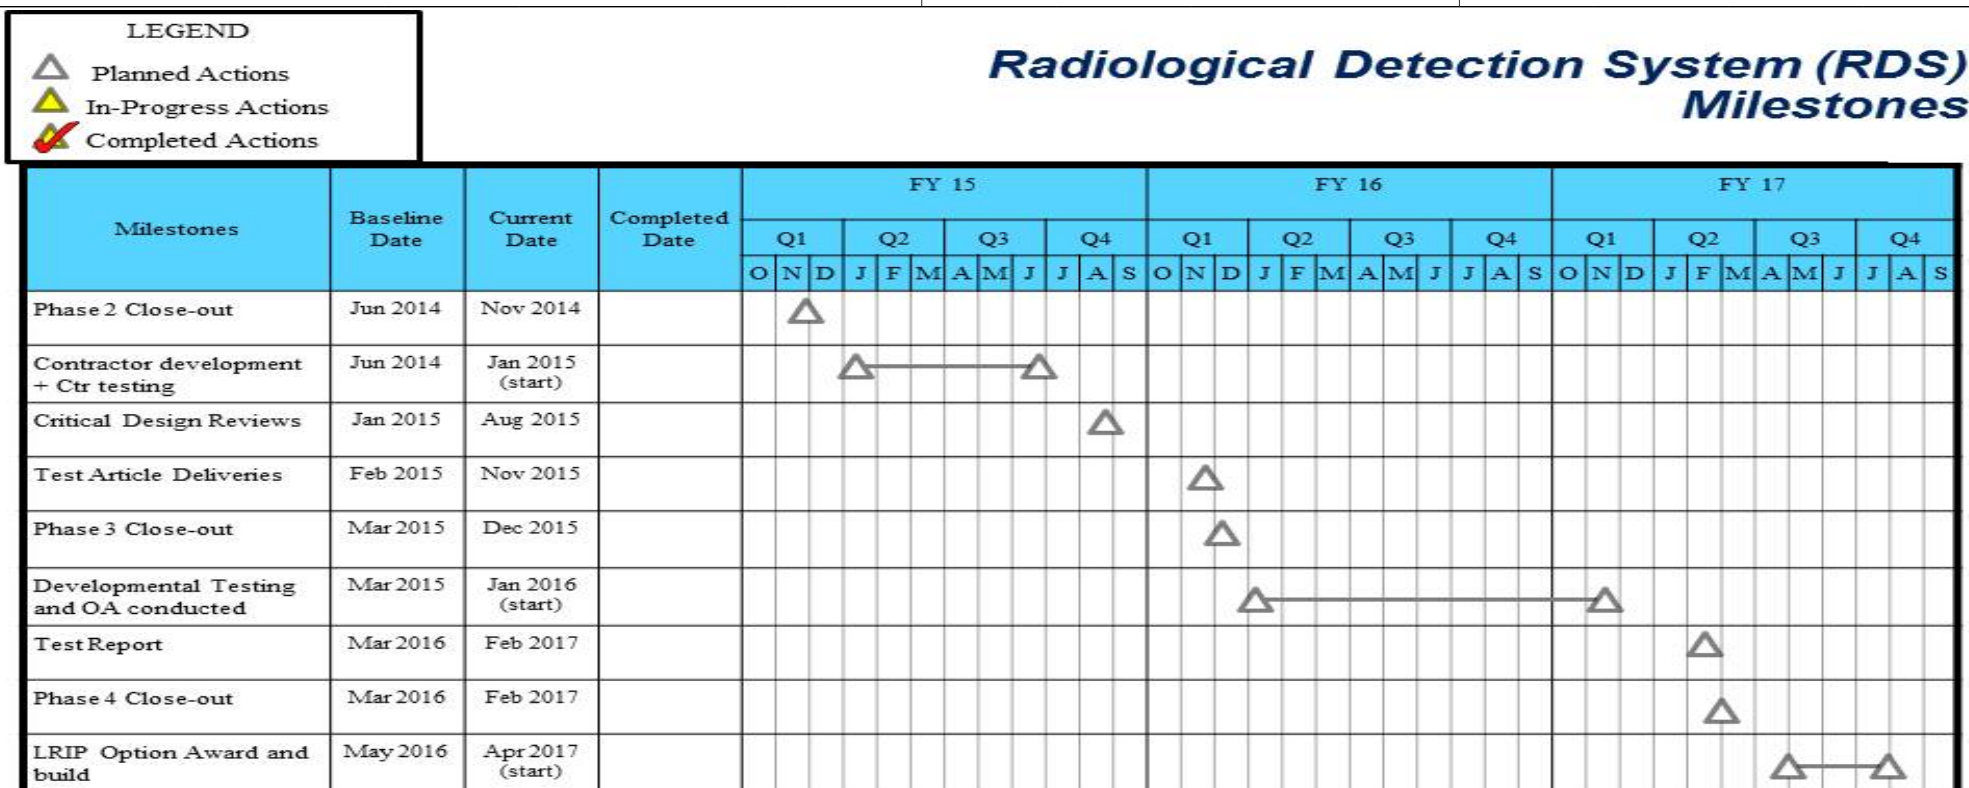 LEGEND
Planned Actions
In-Progress Actions
Completed Actions
Radiological Detection System (RDS)
Milestones
Milestones
Baseline
Date
Current
Date
Completed
Date
FY 15 FY 16 FY 17
Q1 Q2 Q3 Q4 Q1 Q2 Q3 Q4 Q1 Q2 Q3 Q4
O N D J F M A M J J A S O N D J F M A M J J A S O N D J F M A M J J A S
Phase 2 Close-out Jun 2014 Nov 2014
Contractor development Jun 2014 Jan 2015
+ Ctr testing (start)
Critical Design Reviews Jan 2015 Aug 2015
Test Article Deliveries Feb 2015 Nov 2015
Phase 3 Close-out Mar 2015 Dec 2015
Developmental Testing Mar 2015 Jan 2016
and OA conducted (start)
Test Report Mar 2016 Feb 2017
Phase 4 Close-out Mar 2016 Feb 2017
LRIP Option Award and May 2016 Apr 2017
build (start)